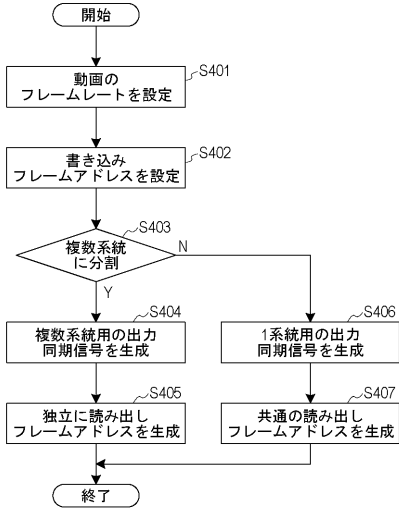 開始
動画の
フレームレートを設定
S401
書き込み
フレームアドレスを設定
S402
複数系統
に分割
S403
N
Y
複数系統用の出力
同期信号を生成
S404
1系統用の出力
同期信号を生成
S406
独立に読み出し
フレームアドレスを生成
S405
共通の読み出し
フレームアドレスを生成
S407
終了